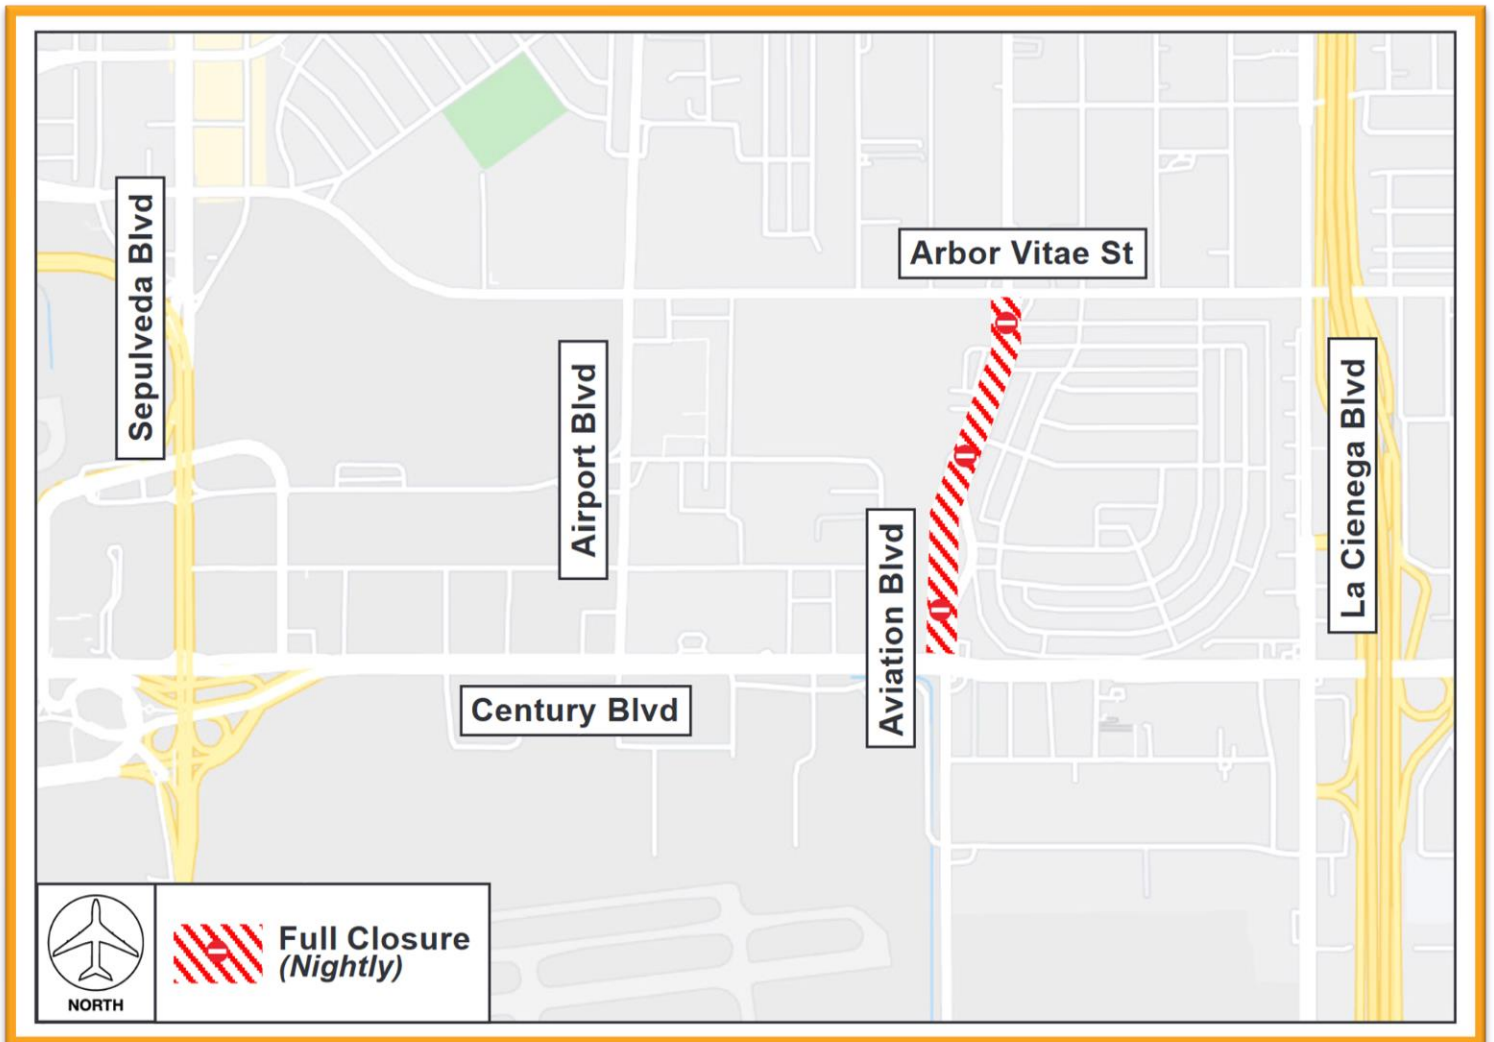 Sepulveda Blvd
Arbor Vitae St
Airport Blvd
La Cienega Blvd
Aviation Blvd
Century Blvd
NORTH
Full Closure
(Nightly)